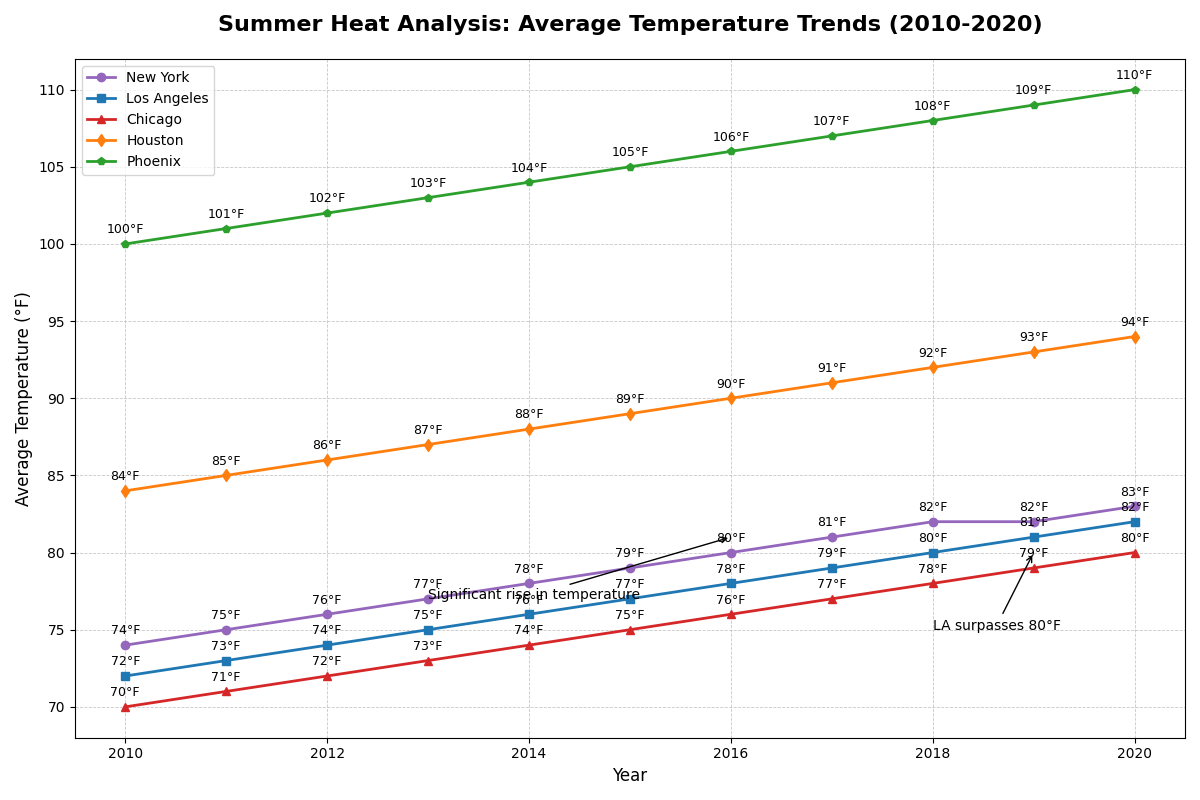 Summer Heat Analysis: Average Temperature Trends (2010-2020)
New York
Los Angeles
Chicago
Houston
Phoenix
Average Temperature (°F)
110
105
100
95
90
85
80
75
70
100°F 101°F 102°F 103°F 104°F 105°F 106°F 107°F 108°F 109°F 110°F
84°F 85°F 86°F 87°F 88°F 89°F 90°F 91°F 92°F 93°F 94°F
74°F 75°F 76°F 77°F 78°F 79°F 80°F 81°F 82°F 82°F 83°F
72°F 73°F 74°F 75°F 76°F 77°F 78°F 79°F 80°F 81°F 82°F
70°F 71°F 72°F 73°F 74°F 75°F 76°F 77°F 78°F 79°F 80°F
Significant rise in temperature
LA surpasses 80°F
2010 2012 2014 2016 2018 2020
Year